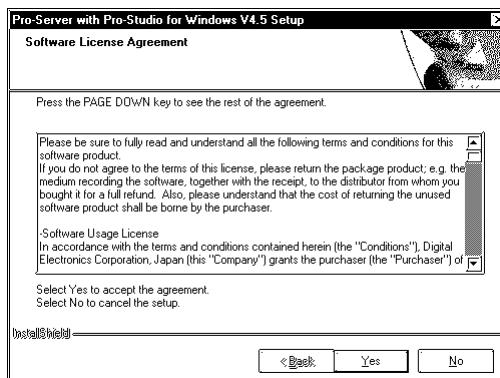 Pro-Server with Pro-Studio for Windows V4.5 Setup
Software License Agreement
Press the PAGE DOWN key to see the rest of the agreement.
Please be sure to fully read and understand all the following terms and conditions for this
software product.
If you do not agree to the terms of this license, please return the package product; e.g. the
medium recording the software, together with the receipt, to the distributor from whom you
bought it for a full refund.  Also, please understand that the cost of returning the unused
software product shall be borne by the purchaser.
-Software Usage License
In accordance with the terms and conditions contained herein (the "Conditions"), Digital
Electronics Corporation, Japan (this "Company") grants the purchaser (the "Purchaser") of
Select Yes to accept the agreement.
Select No to cancel the setup.
InstallShield
< Back
Yes
No